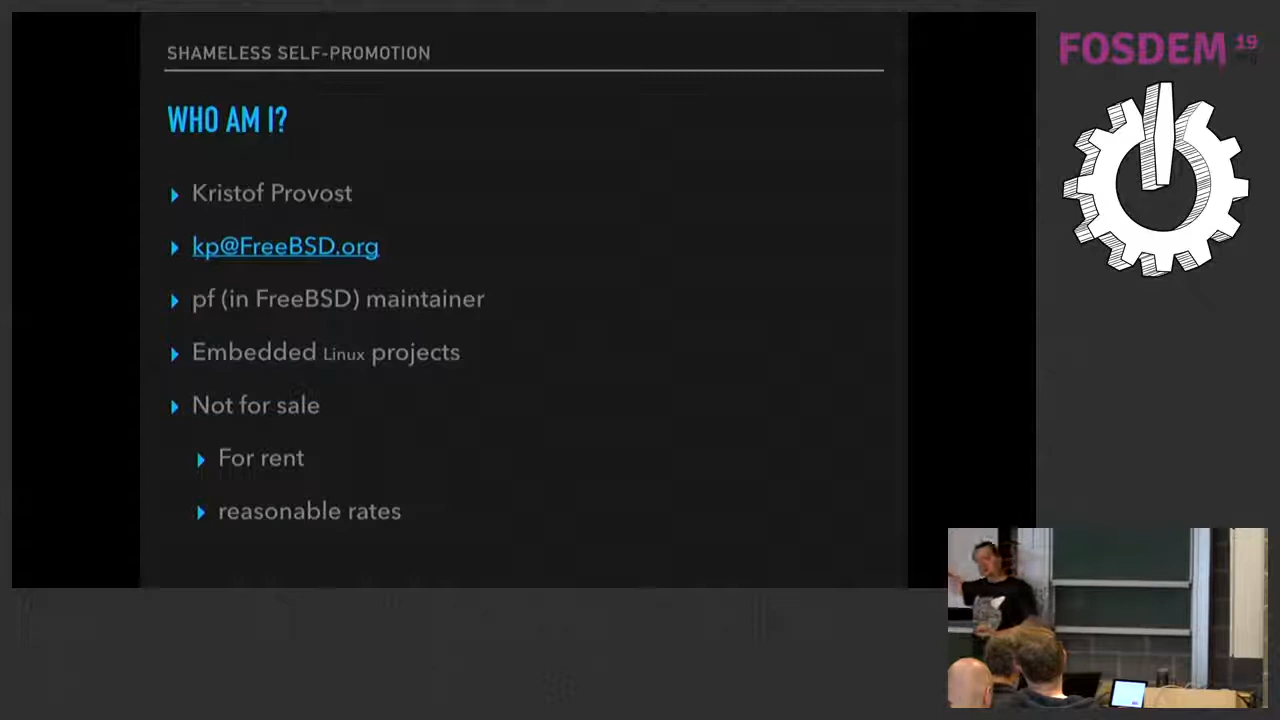 SHAMELESS SELF-PROMOTION
FOSDEM 19
WHO AM I?
Kristof Provost
kp@FreeBSD.org
pf (in FreeBSD) maintainer
Embedded Linux projects
Not for sale
For rent
reasonable rates